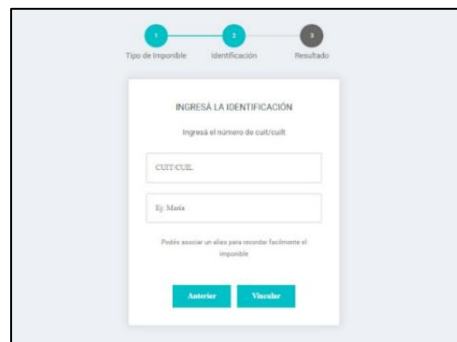 1 2 3
Tipo de Imponible Identificación Resultado
INGRESÁ LA IDENTIFICACIÓN
Ingresá el número de cuit/cuilt
CUIT/CUIL
Ej: María
Podés asociar un alias para recordar facilmente el
imponible
Anterior Vincular